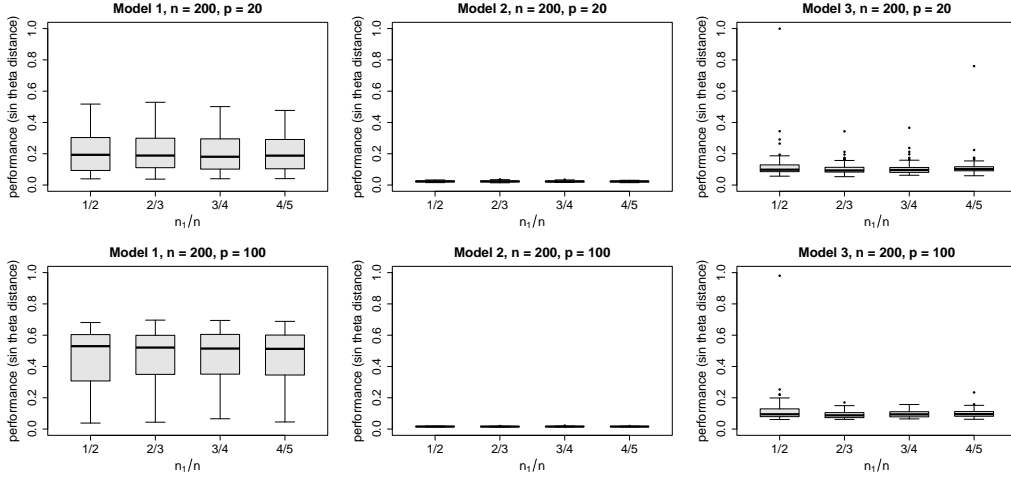 Model 1, n = 200, p = 20
performance (sin theta distance)
0.0 0.2 0.4 0.6 0.8 1.0
1/2 2/3 3/4 4/5
n₁/n
Model 2, n = 200, p = 20
performance (sin theta distance)
0.0 0.2 0.4 0.6 0.8 1.0
1/2 2/3 3/4 4/5
n₁/n
Model 3, n = 200, p = 20
performance (sin theta distance)
0.0 0.2 0.4 0.6 0.8 1.0
1/2 2/3 3/4 4/5
n₁/n
Model 1, n = 200, p = 100
performance (sin theta distance)
0.0 0.2 0.4 0.6 0.8 1.0
1/2 2/3 3/4 4/5
n₁/n
Model 2, n = 200, p = 100
performance (sin theta distance)
0.0 0.2 0.4 0.6 0.8 1.0
1/2 2/3 3/4 4/5
n₁/n
Model 3, n = 200, p = 100
performance (sin theta distance)
0.0 0.2 0.4 0.6 0.8 1.0
1/2 2/3 3/4 4/5
n₁/n